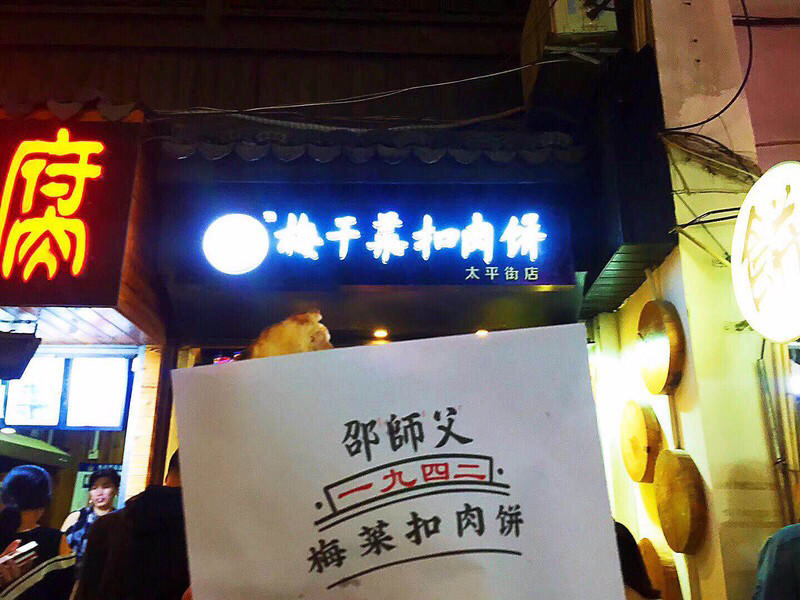 腐
梅干菜扣肉饼
太平街店
邵師父
一九四二
梅菜扣肉饼